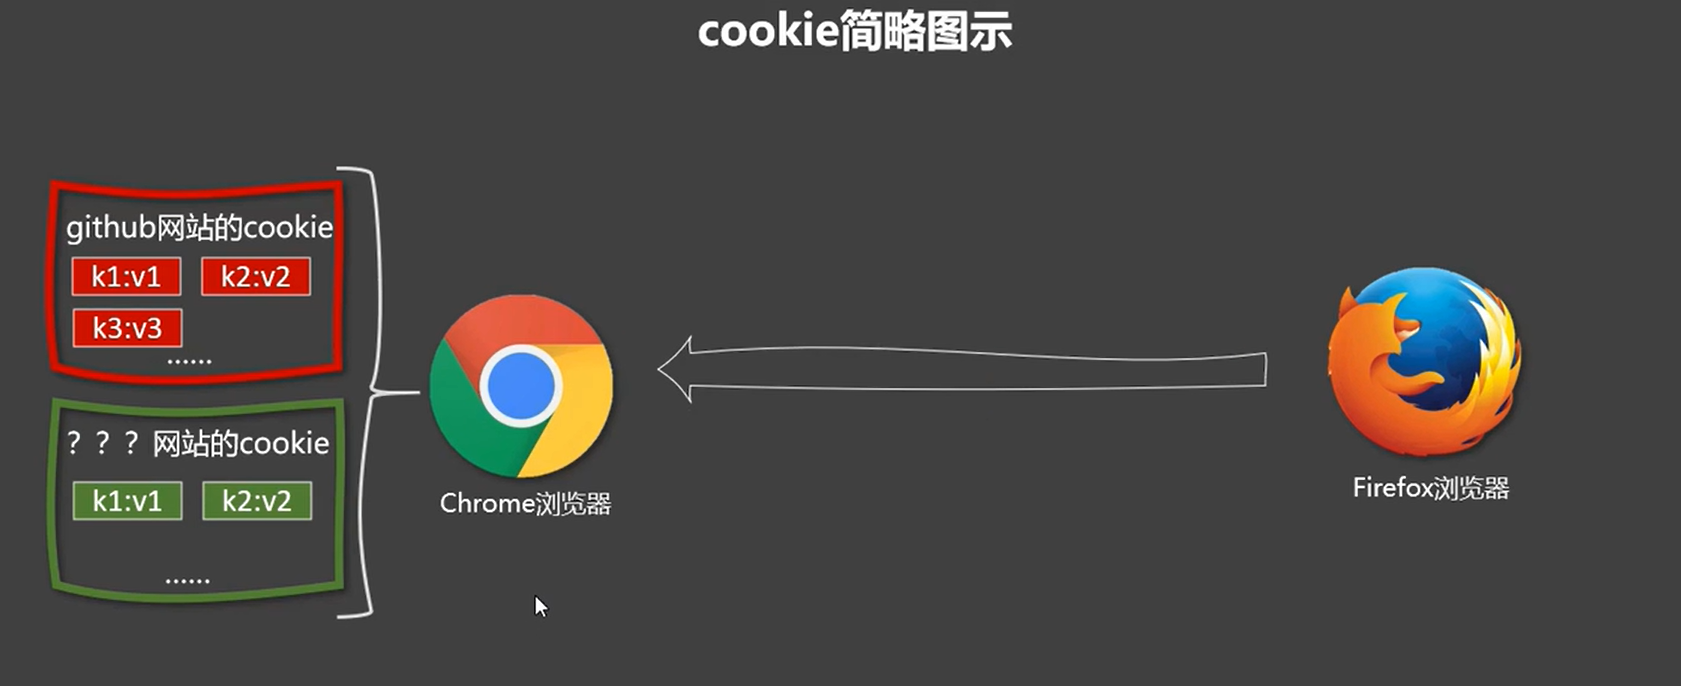 cookie简略图示
github网站的cookie
k1:v1 k2:v2
k3:v3
......
？？？网站的cookie
k1:v1 k2:v2
......
Chrome浏览器
Firefox浏览器